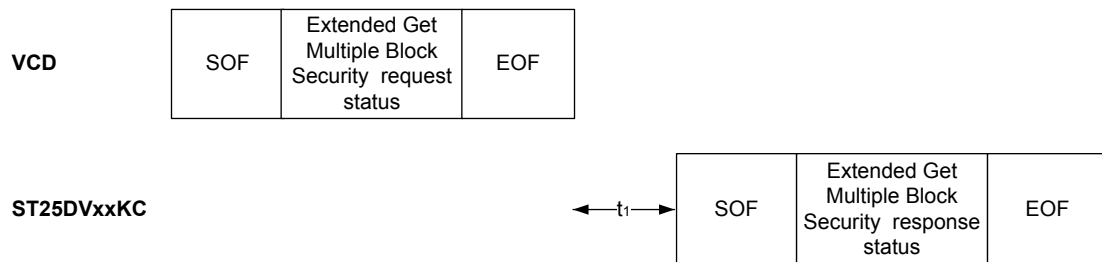 VCD
SOF
Extended Get
Multiple Block
Security request
status
EOF
ST25DVxxKC
t1
SOF
Extended Get
Multiple Block
Security response
status
EOF